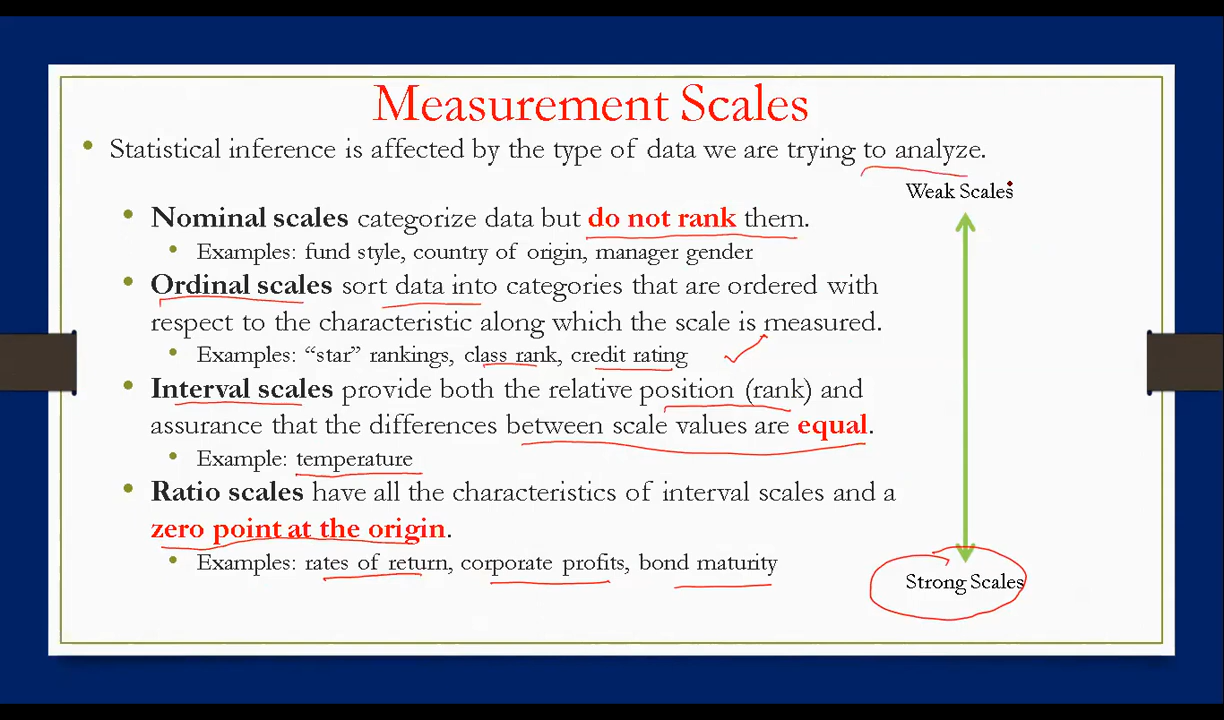 Measurement Scales
• Statistical inference is affected by the type of data we are trying to analyze.
Weak Scales
• Nominal scales categorize data but do not rank them.
• Examples: fund style, country of origin, manager gender
• Ordinal scales sort data into categories that are ordered with
respect to the characteristic along which the scale is measured.
• Examples: “star” rankings, class rank, credit rating
• Interval scales provide both the relative position (rank) and
assurance that the differences between scale values are equal.
• Example: temperature
• Ratio scales have all the characteristics of interval scales and a
zero point at the origin.
• Examples: rates of return, corporate profits, bond maturity
Strong Scales